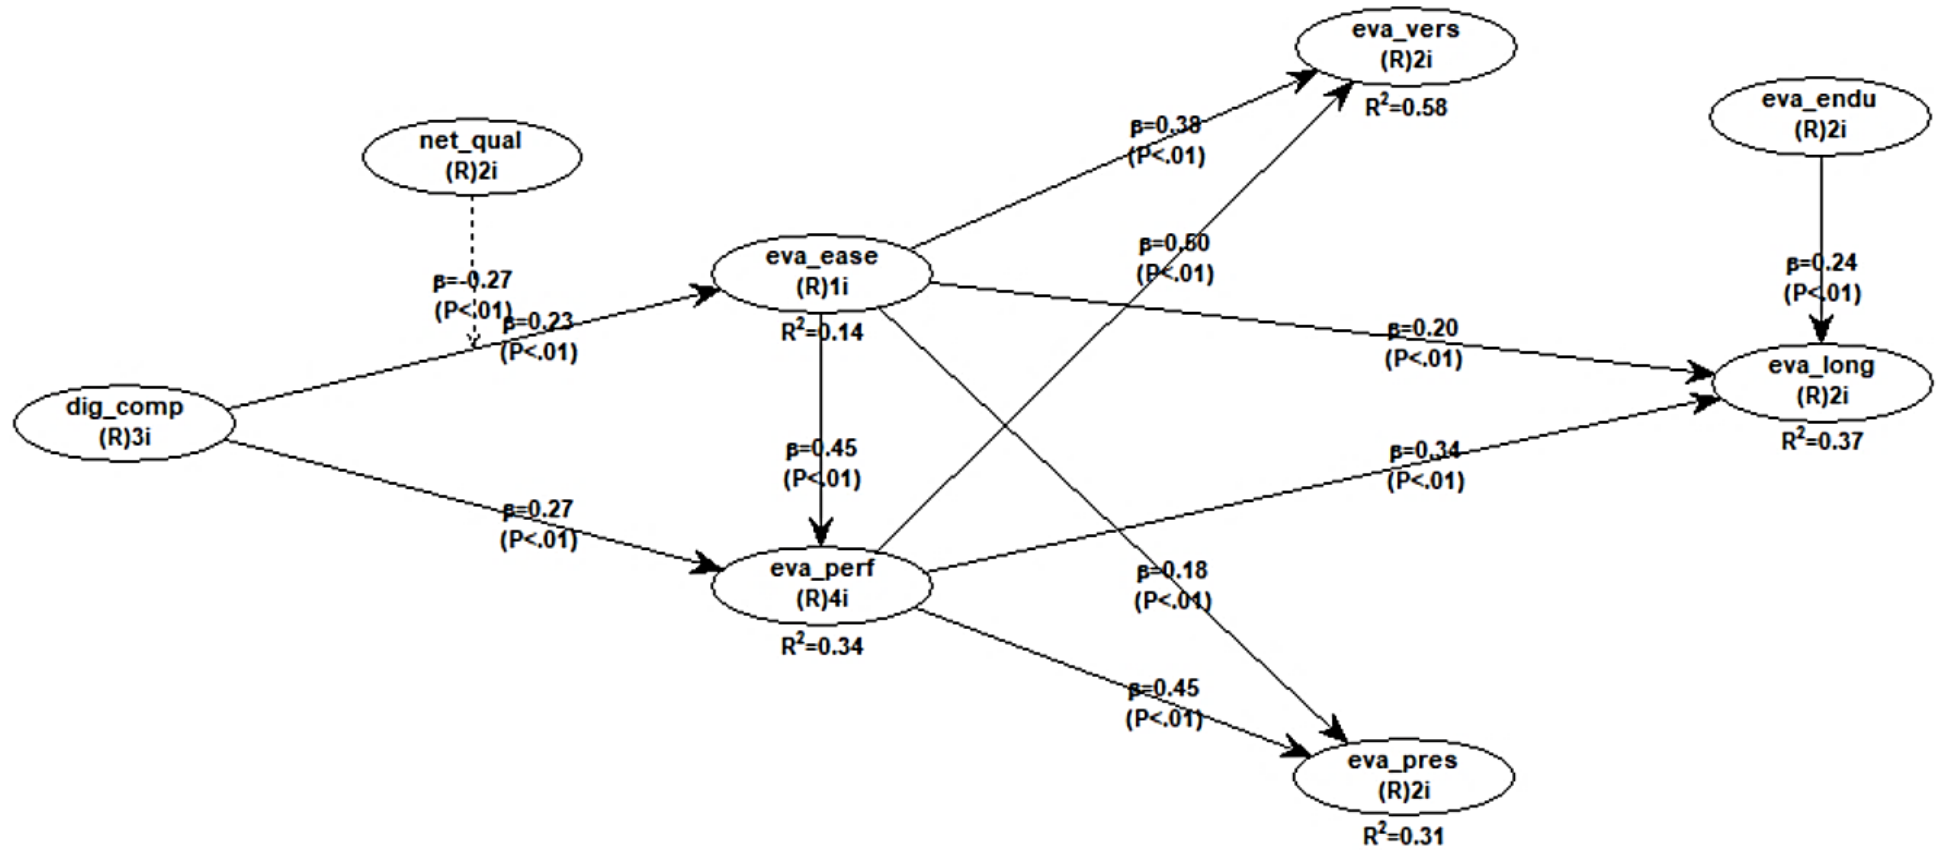 eva_vers
(R)2i
R²=0.58
eva_endu
(R)2i
net_qual
(R)2i
β=0.38
(P<.01)
β=0.50
(P<.01)
eva_ease
(R)1i
R²=0.14
β=-0.27
(P<.01)
β=0.23
(P<.01)
β=0.24
(P<.01)
β=0.20
(P<.01)
eva_long
(R)2i
R²=0.37
dig_comp
(R)3i
β=0.45
(P<.01)
β=0.34
(P<.01)
β=0.27
(P<.01)
eva_perf
(R)4i
R²=0.34
β=0.18
(P<.01)
β=0.45
(P<.01)
eva_pres
(R)2i
R²=0.31